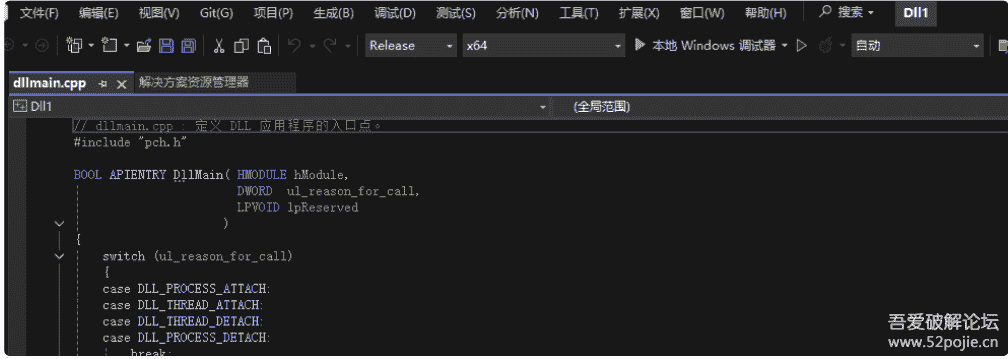 文件(F) 编辑(E) 视图(V) Git(G) 项目(P) 生成(B) 调试(D) 测试(S) 分析(N) 工具(T) 扩展(X) 窗口(W) 帮助(H) 搜索 Dll1
Release x64 本地 Windows 调试器 自动
dllmain.cpp 解决方案资源管理器
Dll1 (全局范围)
// dllmain.cpp : 定义 DLL 应用程序的入口点。
#include "pch.h"
BOOL APIENTRY DllMain( HMODULE hModule,
DWORD ul_reason_for_call,
LPVOID lpReserved
)
{
switch (ul_reason_for_call)
{
case DLL_PROCESS_ATTACH:
case DLL_THREAD_ATTACH:
case DLL_THREAD_DETACH:
case DLL_PROCESS_DETACH:
break;
吾爱破解论坛
www.52pojie.cn